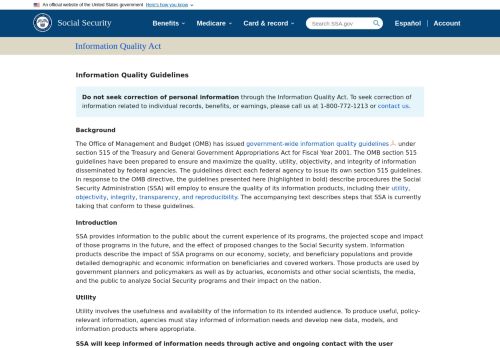 An official website of the United States government Here's how you know
Social Security
Benefits Medicare Card & record Search SSA.gov Español Account
Information Quality Act
Information Quality Guidelines
Do not seek correction of personal information through the Information Quality Act. To seek correction of
information related to individual records, benefits, or earnings, please call us at 1-800-772-1213 or contact us.
Background
The Office of Management and Budget (OMB) has issued government-wide information quality guidelines under
section 515 of the Treasury and General Government Appropriations Act for Fiscal Year 2001. The OMB section 515
guidelines have been prepared to ensure and maximize the quality, utility, objectivity, and integrity of information
disseminated by federal agencies. The guidelines direct each federal agency to issue its own section 515 guidelines.
In response to the OMB directive, the guidelines presented here (highlighted in bold) describe procedures the Social
Security Administration (SSA) will employ to ensure the quality of its information products, including their utility,
objectivity, integrity, transparency, and reproducibility. The accompanying text describes steps that SSA is currently
taking that conform to these guidelines.
Introduction
SSA provides information to the public about the current experience of its programs, the projected scope and impact
of those programs in the future, and the effect of proposed changes to the Social Security system. Information
products describe the impact of SSA programs on our economy, society, and beneficiary populations and provide
detailed demographic and economic information on beneficiaries and covered workers. Those products are used by
government planners and policymakers as well as by actuaries, economists and other social scientists, the media,
and the public to analyze Social Security programs and their impact on the nation.
Utility
Utility involves the usefulness and availability of the information to its intended audience. To produce useful, policy-
relevant information, agencies must stay informed of information needs and develop new data, models, and
information products where appropriate.
SSA will keep informed of information needs through active and ongoing contact with the user